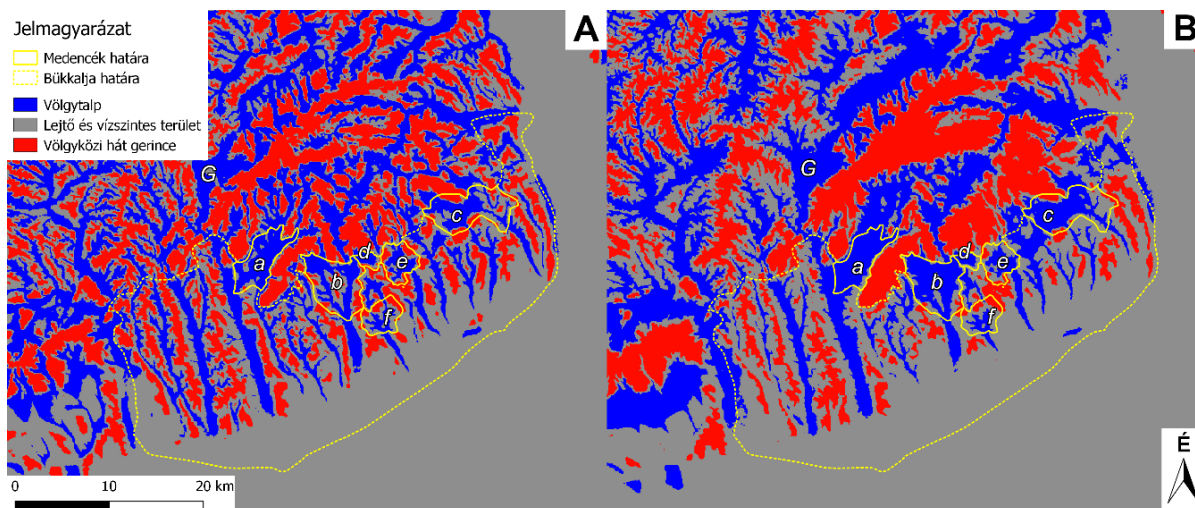 Jelmagyarázat
Medencék határa
Bükkalja határa
Völgytalp
Lejtő és vízszintes terület
Völgyközi hát gerince
A
G
a
b
c
d
e
f
0 10 20 km
B
G
a
b
c
d
e
f
É